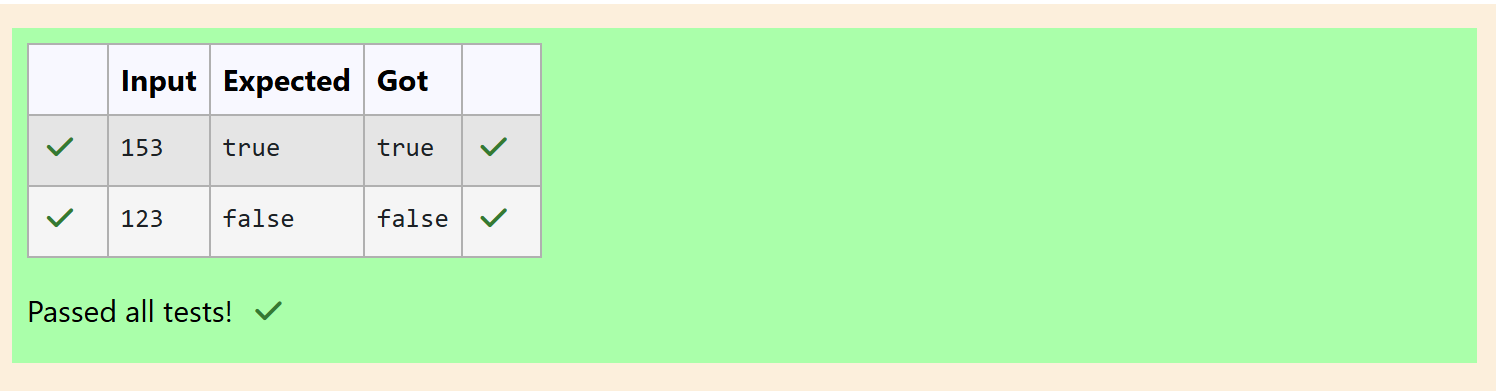 Input Expected Got
153 true true
123 false false
Passed all tests!